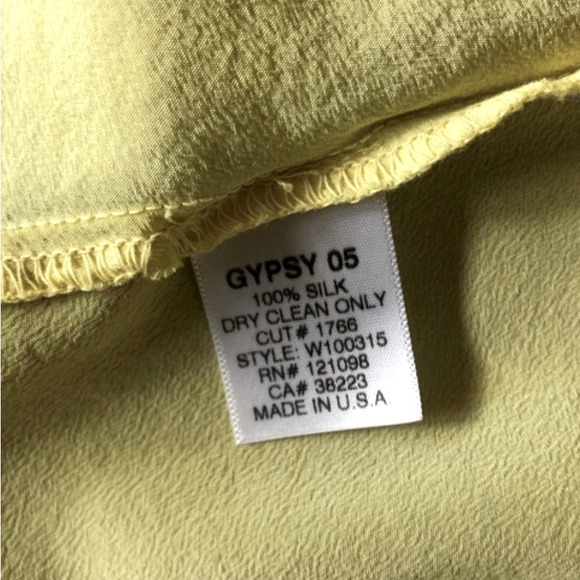 GYPSY 05
100% SILK
DRY CLEAN ONLY
CUT# 1766
STYLE: W100315
RN# 121098
CA# 38223
MADE IN U.S.A